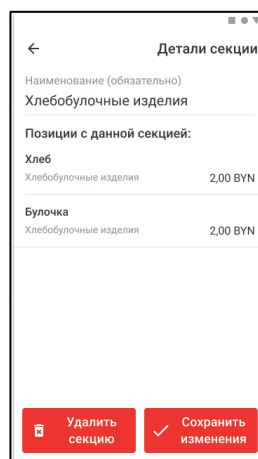 Детали секции
Наименование (обязательно)
Хлебобулочные изделия
Позиции с данной секцией:
Хлеб
Хлебобулочные изделия 2,00 BYN
Булочка
Хлебобулочные изделия 2,00 BYN
Удалить
секцию
Сохранить
изменения